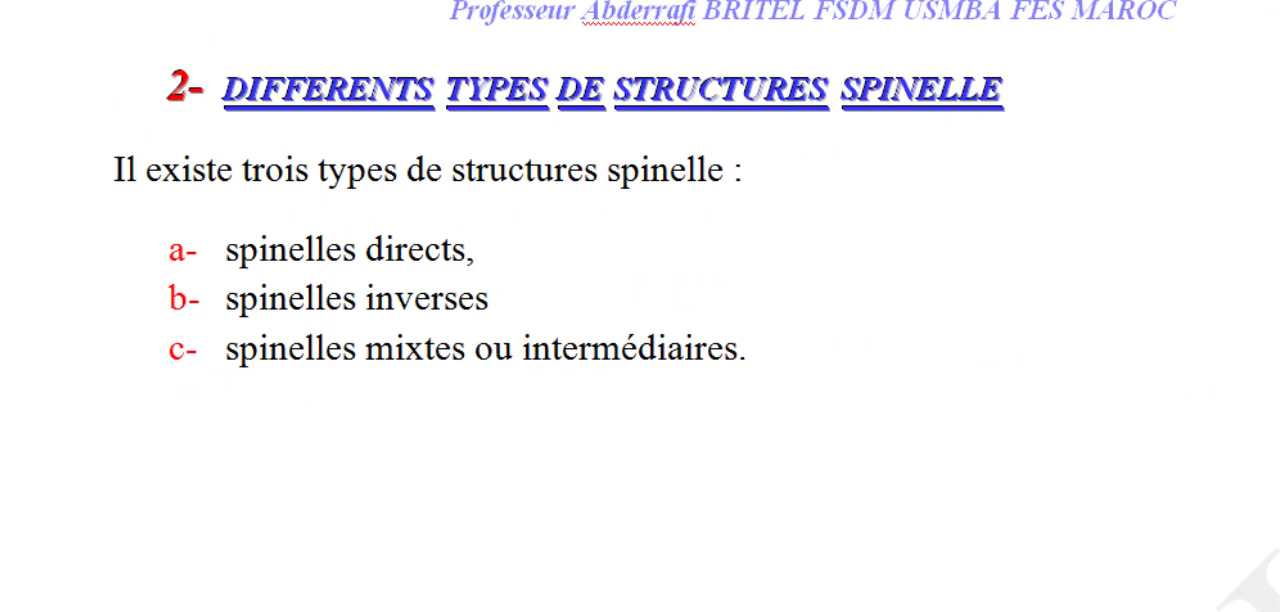 Professeur Abderrafi BRITEL FSDM USMBA FES MAROC
2- DIFFERENTS TYPES DE STRUCTURES SPINELLE
Il existe trois types de structures spinelle :
a- spinelles directs,
b- spinelles inverses
c- spinelles mixtes ou intermédiaires.